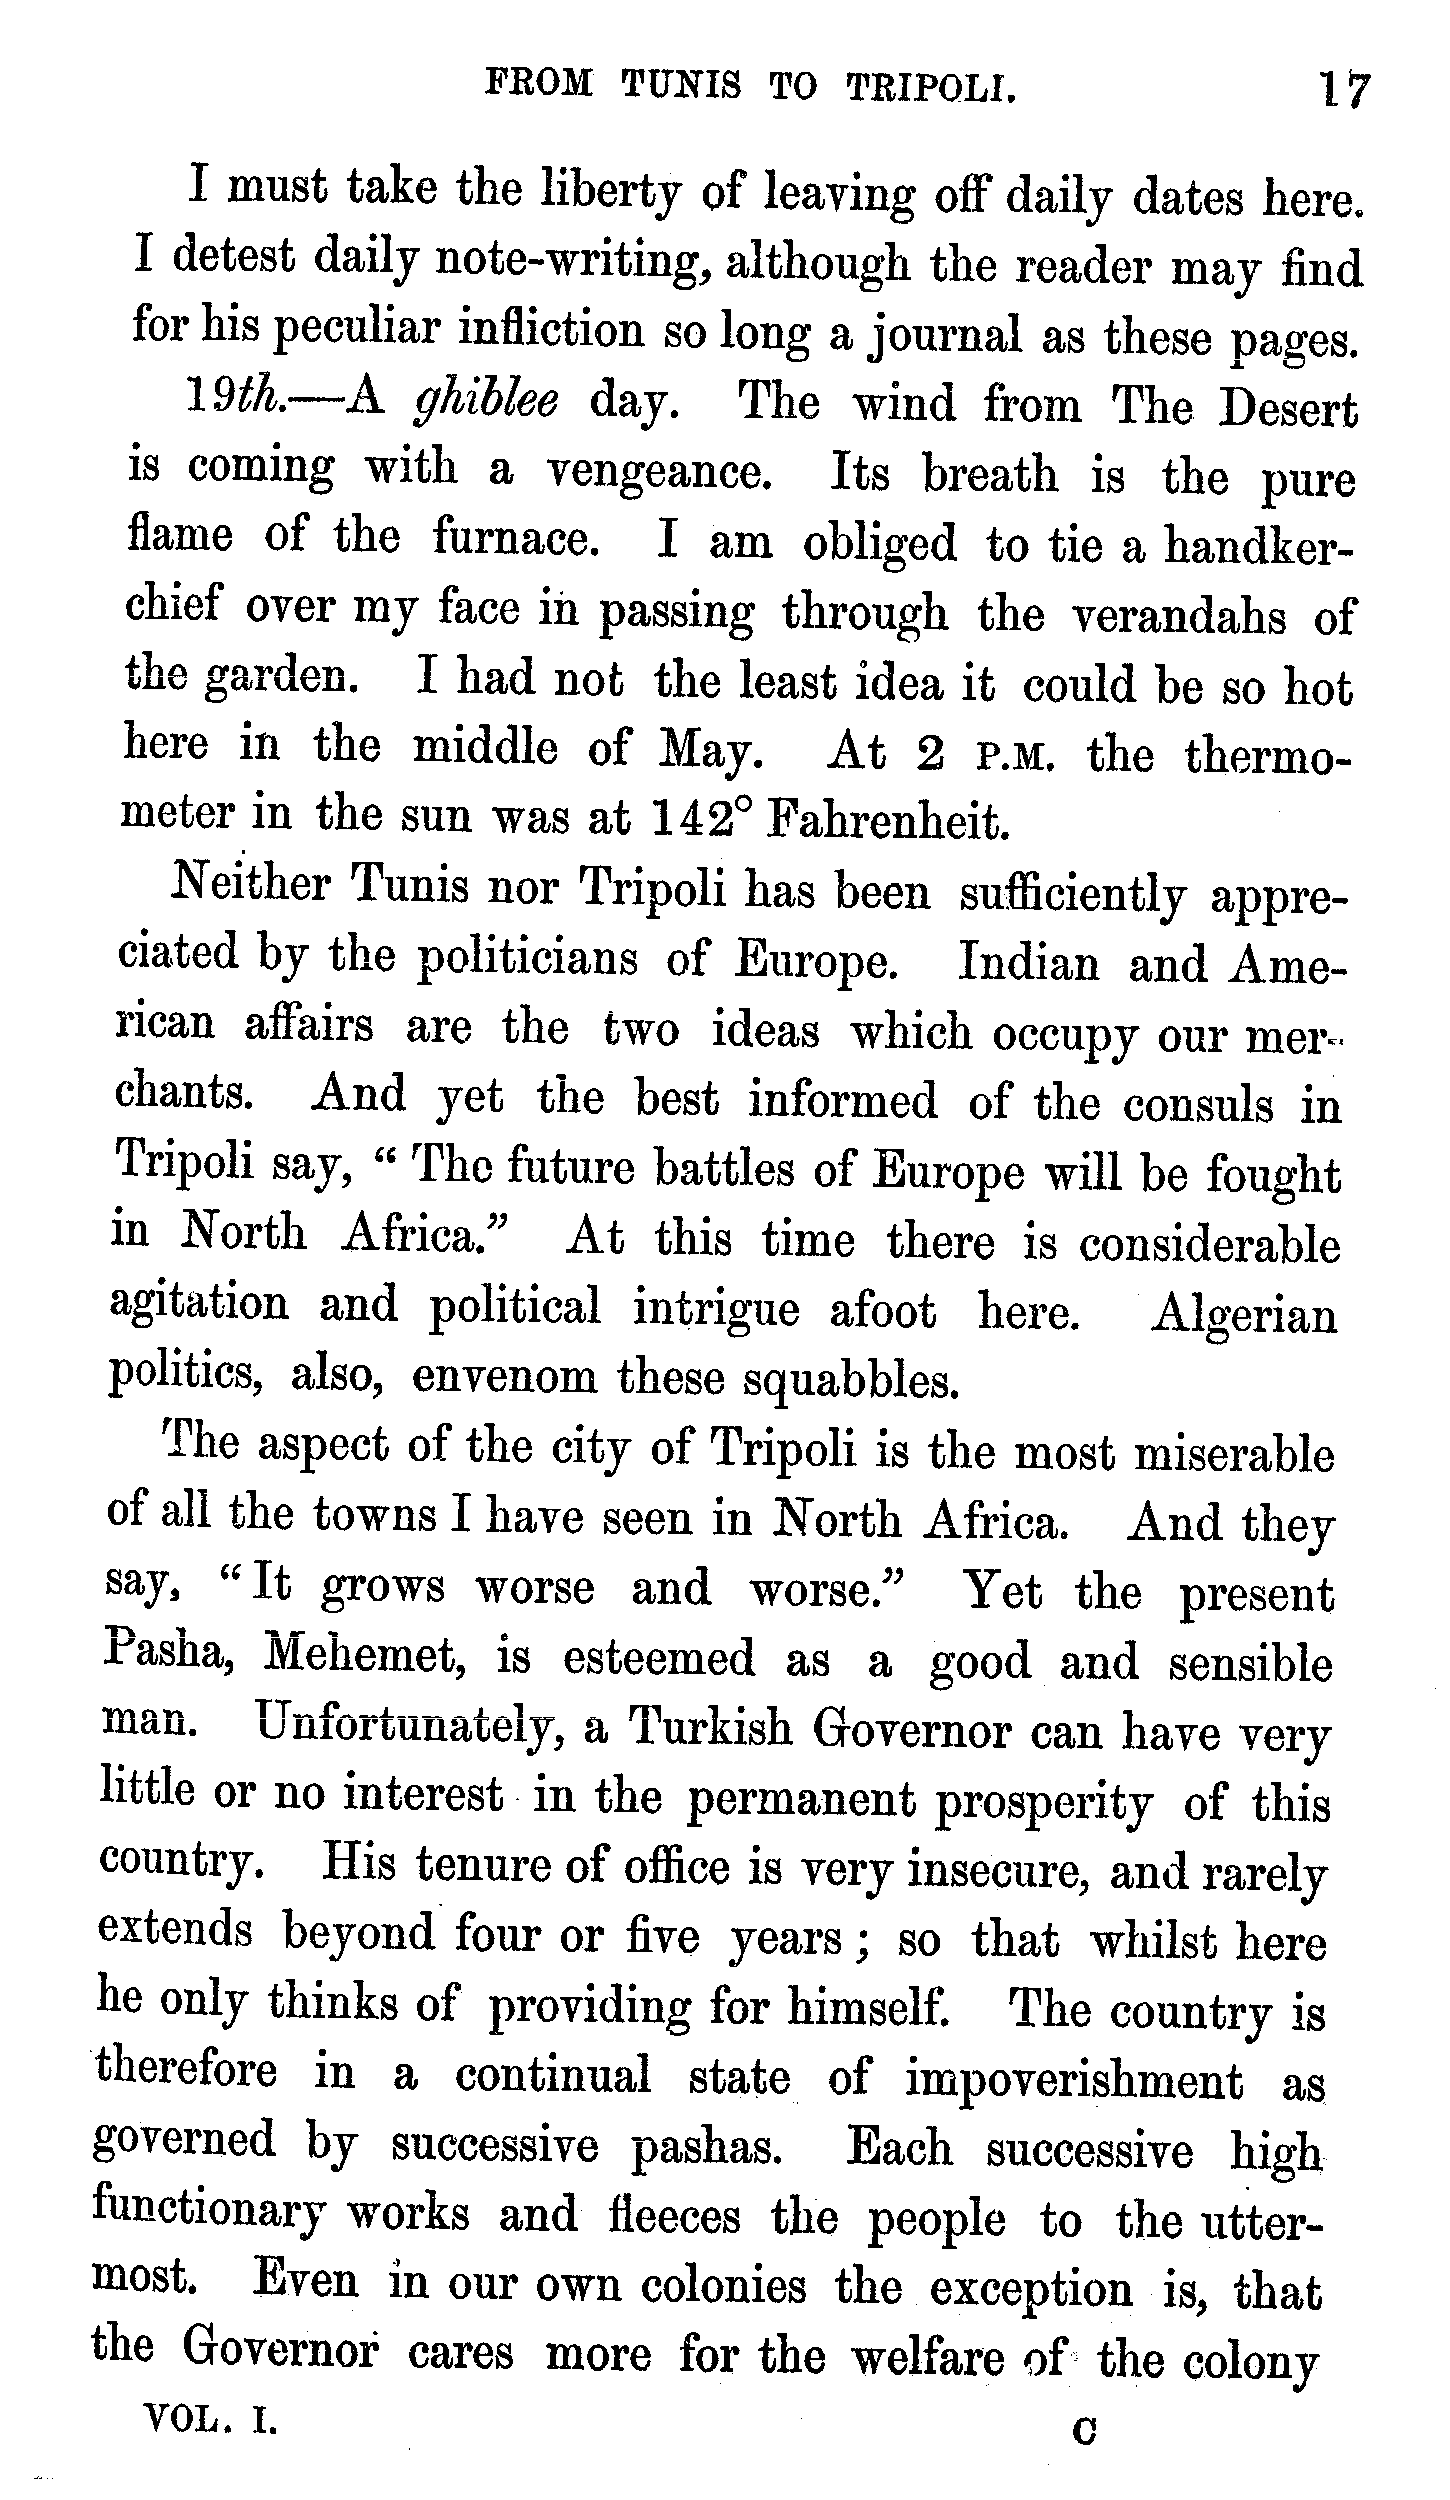 FROM TUNIS TO TRIPOLI. 17
I must take the liberty of leaving off daily dates here.
I detest daily note-writing, although the reader may find
for his peculiar infliction so long a journal as these pages.
19th.—A ghiblee day. The wind from The Desert
is coming with a vengeance. Its breath is the pure
flame of the furnace. I am obliged to tie a handker-
chief over my face in passing through the verandahs of
the garden. I had not the least idea it could be so hot
here in the middle of May. At 2 P.M. the thermo-
meter in the sun was at 142° Fahrenheit.
Neither Tunis nor Tripoli has been sufficiently appre-
ciated by the politicians of Europe. Indian and Ame-
rican affairs are the two ideas which occupy our mer-
chants. And yet the best informed of the consuls in
Tripoli say, “ The future battles of Europe will be fought
in North Africa.” At this time there is considerable
agitation and political intrigue afoot here. Algerian
politics, also, envenom these squabbles.
The aspect of the city of Tripoli is the most miserable
of all the towns I have seen in North Africa. And they
say, “ It grows worse and worse.” Yet the present
Pasha, Mehemet, is esteemed as a good and sensible
man. Unfortunately, a Turkish Governor can have very
little or no interest in the permanent prosperity of this
country. His tenure of office is very insecure, and rarely
extends beyond four or five years ; so that whilst here
he only thinks of providing for himself. The country is
therefore in a continual state of impoverishment as
governed by successive pashas. Each successive high
functionary works and fleeces the people to the utter-
most. Even in our own colonies the exception is, that
the Governor cares more for the welfare of the colony
VOL. I. C